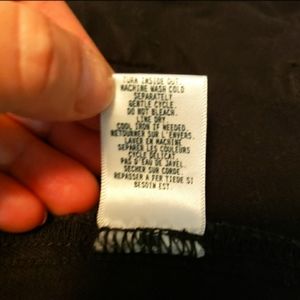 TURN INSIDE OUT.
MACHINE WASH COLD
SEPARATELY
GENTLE CYCLE.
DO NOT BLEACH.
LINE DRY
COOL IRON IF NEEDED.
RETOURNER SUR L'ENVERS.
LAVER EN MACHINE
SEPARER LES COULEURS
CYCLE DELICAT
PAS D'EAU DE JAVEL.
SECHER SUR CORDE
REPASSER A FER TIEDE SI
BESOIN EST